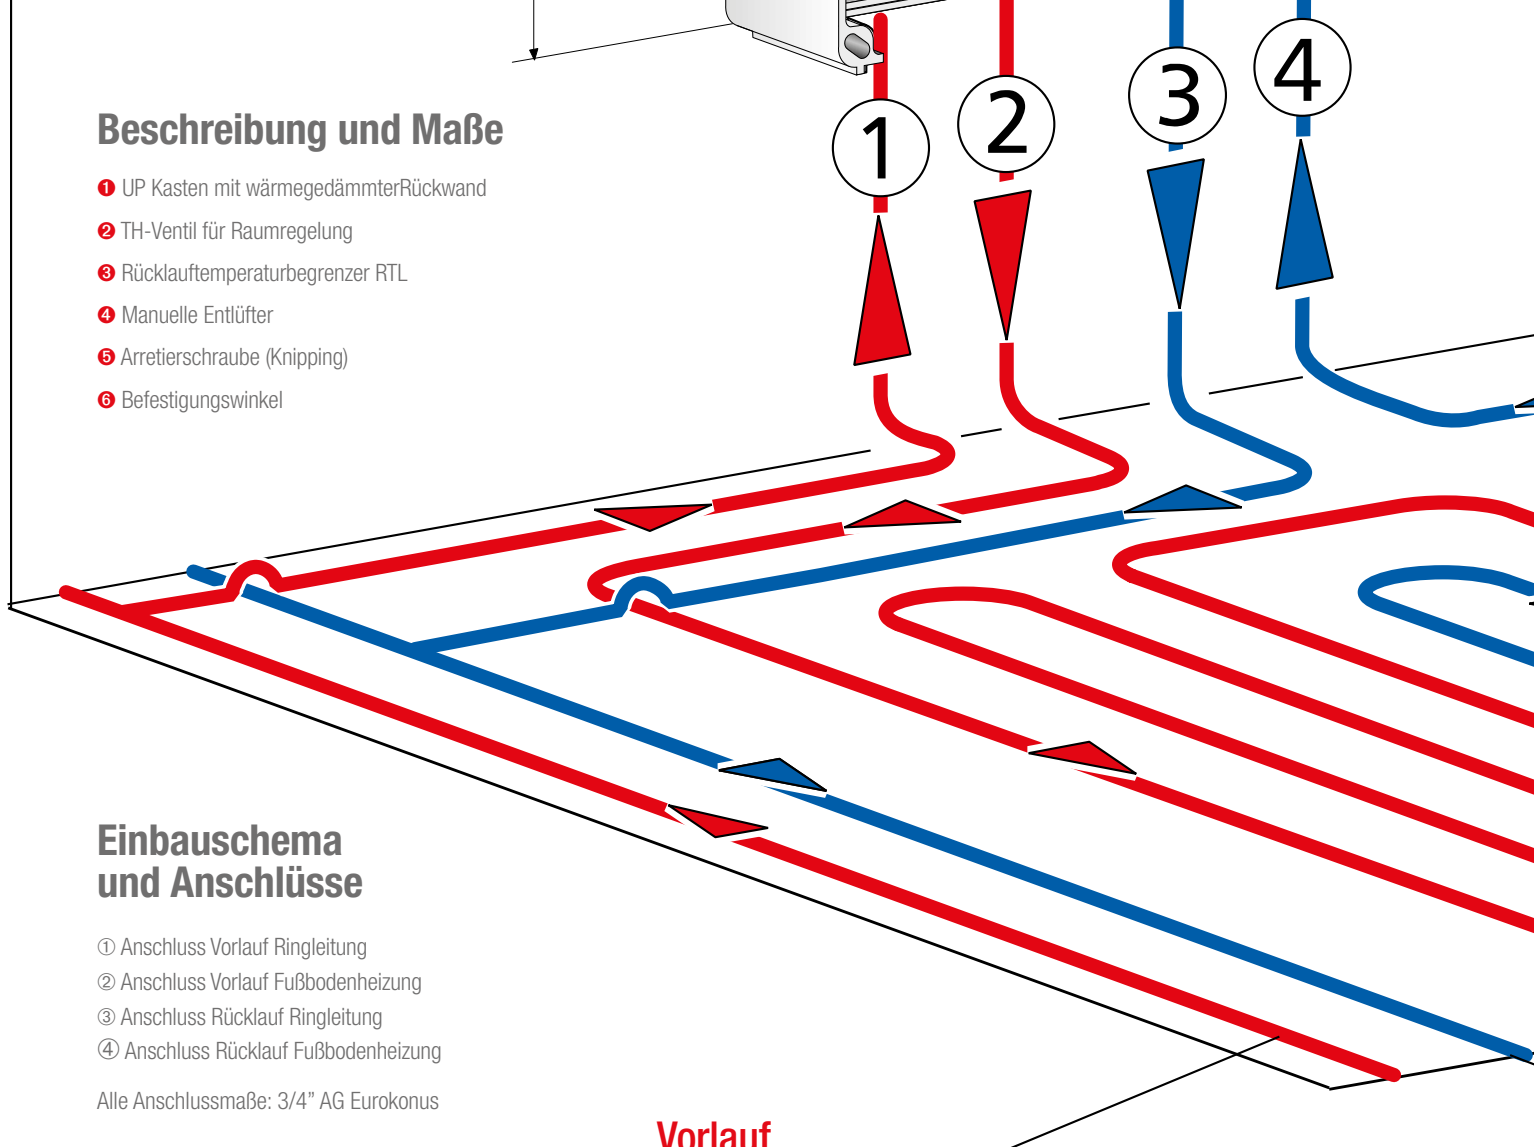 Beschreibung und Maße
❶ UP Kasten mit wärmegedämmterRückwand
❷ TH-Ventil für Raumregelung
❸ Rücklauftemperaturbegrenzer RTL
❹ Manuelle Entlüfter
❺ Arretierschraube (Knipping)
❻ Befestigungswinkel
1
2
3
4
Einbauschema
und Anschlüsse
① Anschluss Vorlauf Ringleitung
② Anschluss Vorlauf Fußbodenheizung
③ Anschluss Rücklauf Ringleitung
④ Anschluss Rücklauf Fußbodenheizung
Alle Anschlussmaße: 3/4” AG Eurokonus
Vorlauf